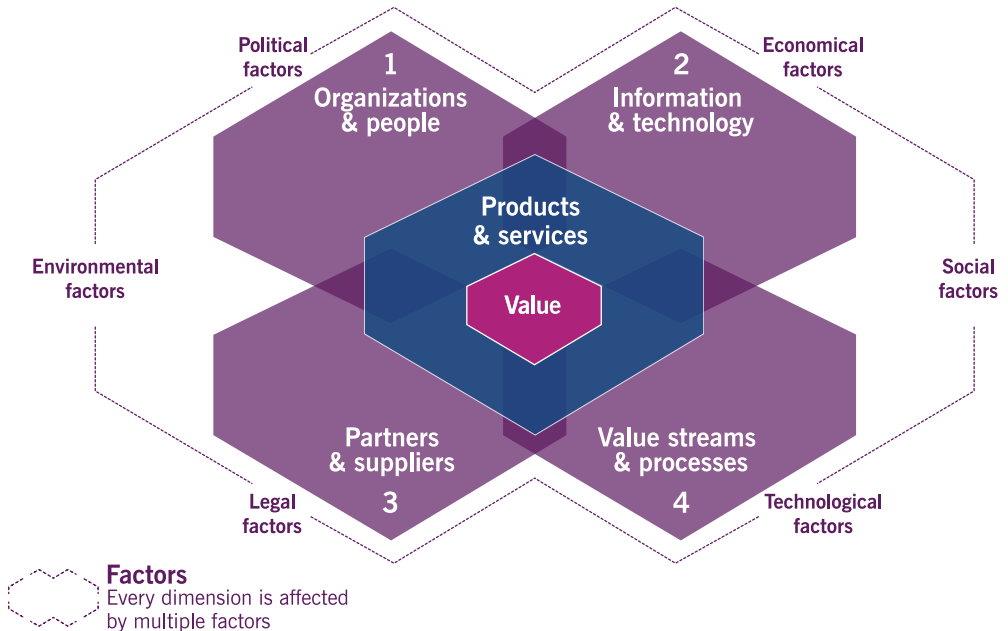 Political
factors
1
Organizations
& people
2
Information
& technology
Economical
factors
Products
& services
Environmental
factors
Value
Social
factors
Partners
& suppliers
3
Value streams
& processes
4
Legal
factors
Technological
factors
Factors
Every dimension is affected
by multiple factors